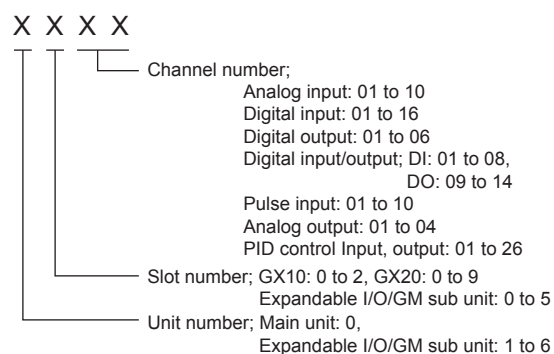 X X X X
Channel number;
Analog input: 01 to 10
Digital input: 01 to 16
Digital output: 01 to 06
Digital input/output; DI: 01 to 08,
DO: 09 to 14
Pulse input: 01 to 10
Analog output: 01 to 04
PID control Input, output: 01 to 26
Slot number; GX10: 0 to 2, GX20: 0 to 9
Expandable I/O/GM sub unit: 0 to 5
Unit number; Main unit: 0,
Expandable I/O/GM sub unit: 1 to 6